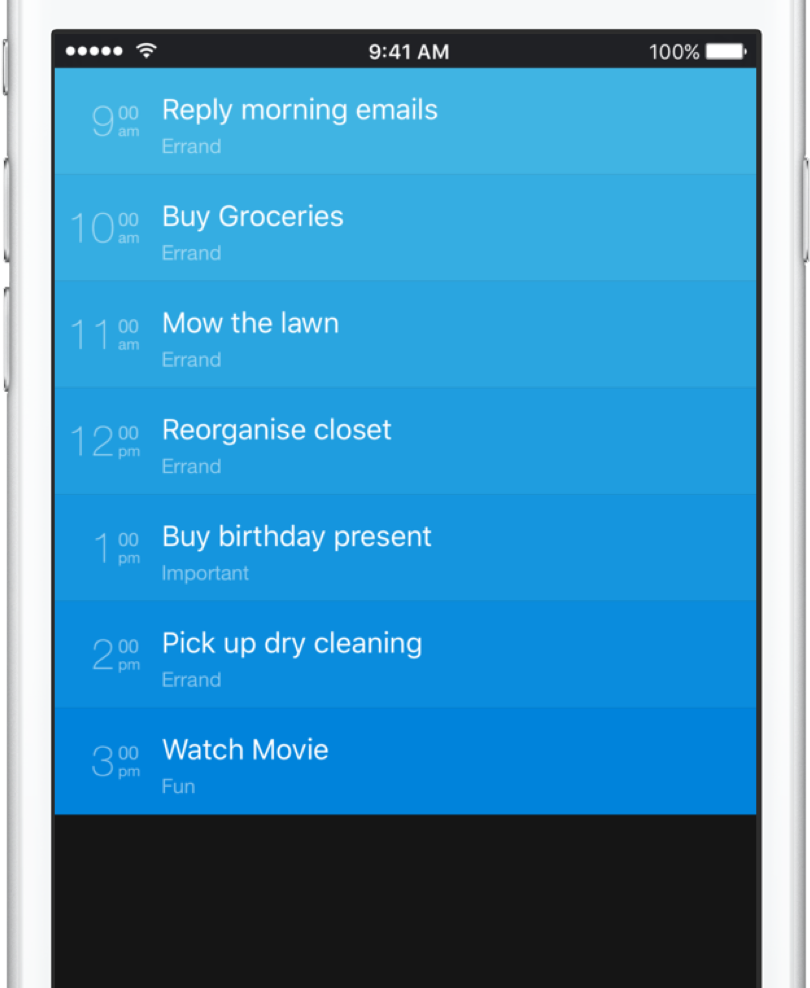 9:41 AM 100%
9 00 am Reply morning emails
Errand
10 00 am Buy Groceries
Errand
11 00 am Mow the lawn
Errand
12 00 pm Reorganise closet
Errand
1 00 pm Buy birthday present
Important
2 00 pm Pick up dry cleaning
Errand
3 00 pm Watch Movie
Fun